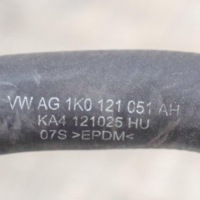 VW AG 1K0 121 051 AH
KA4 121025 HU
07S >EPDM<